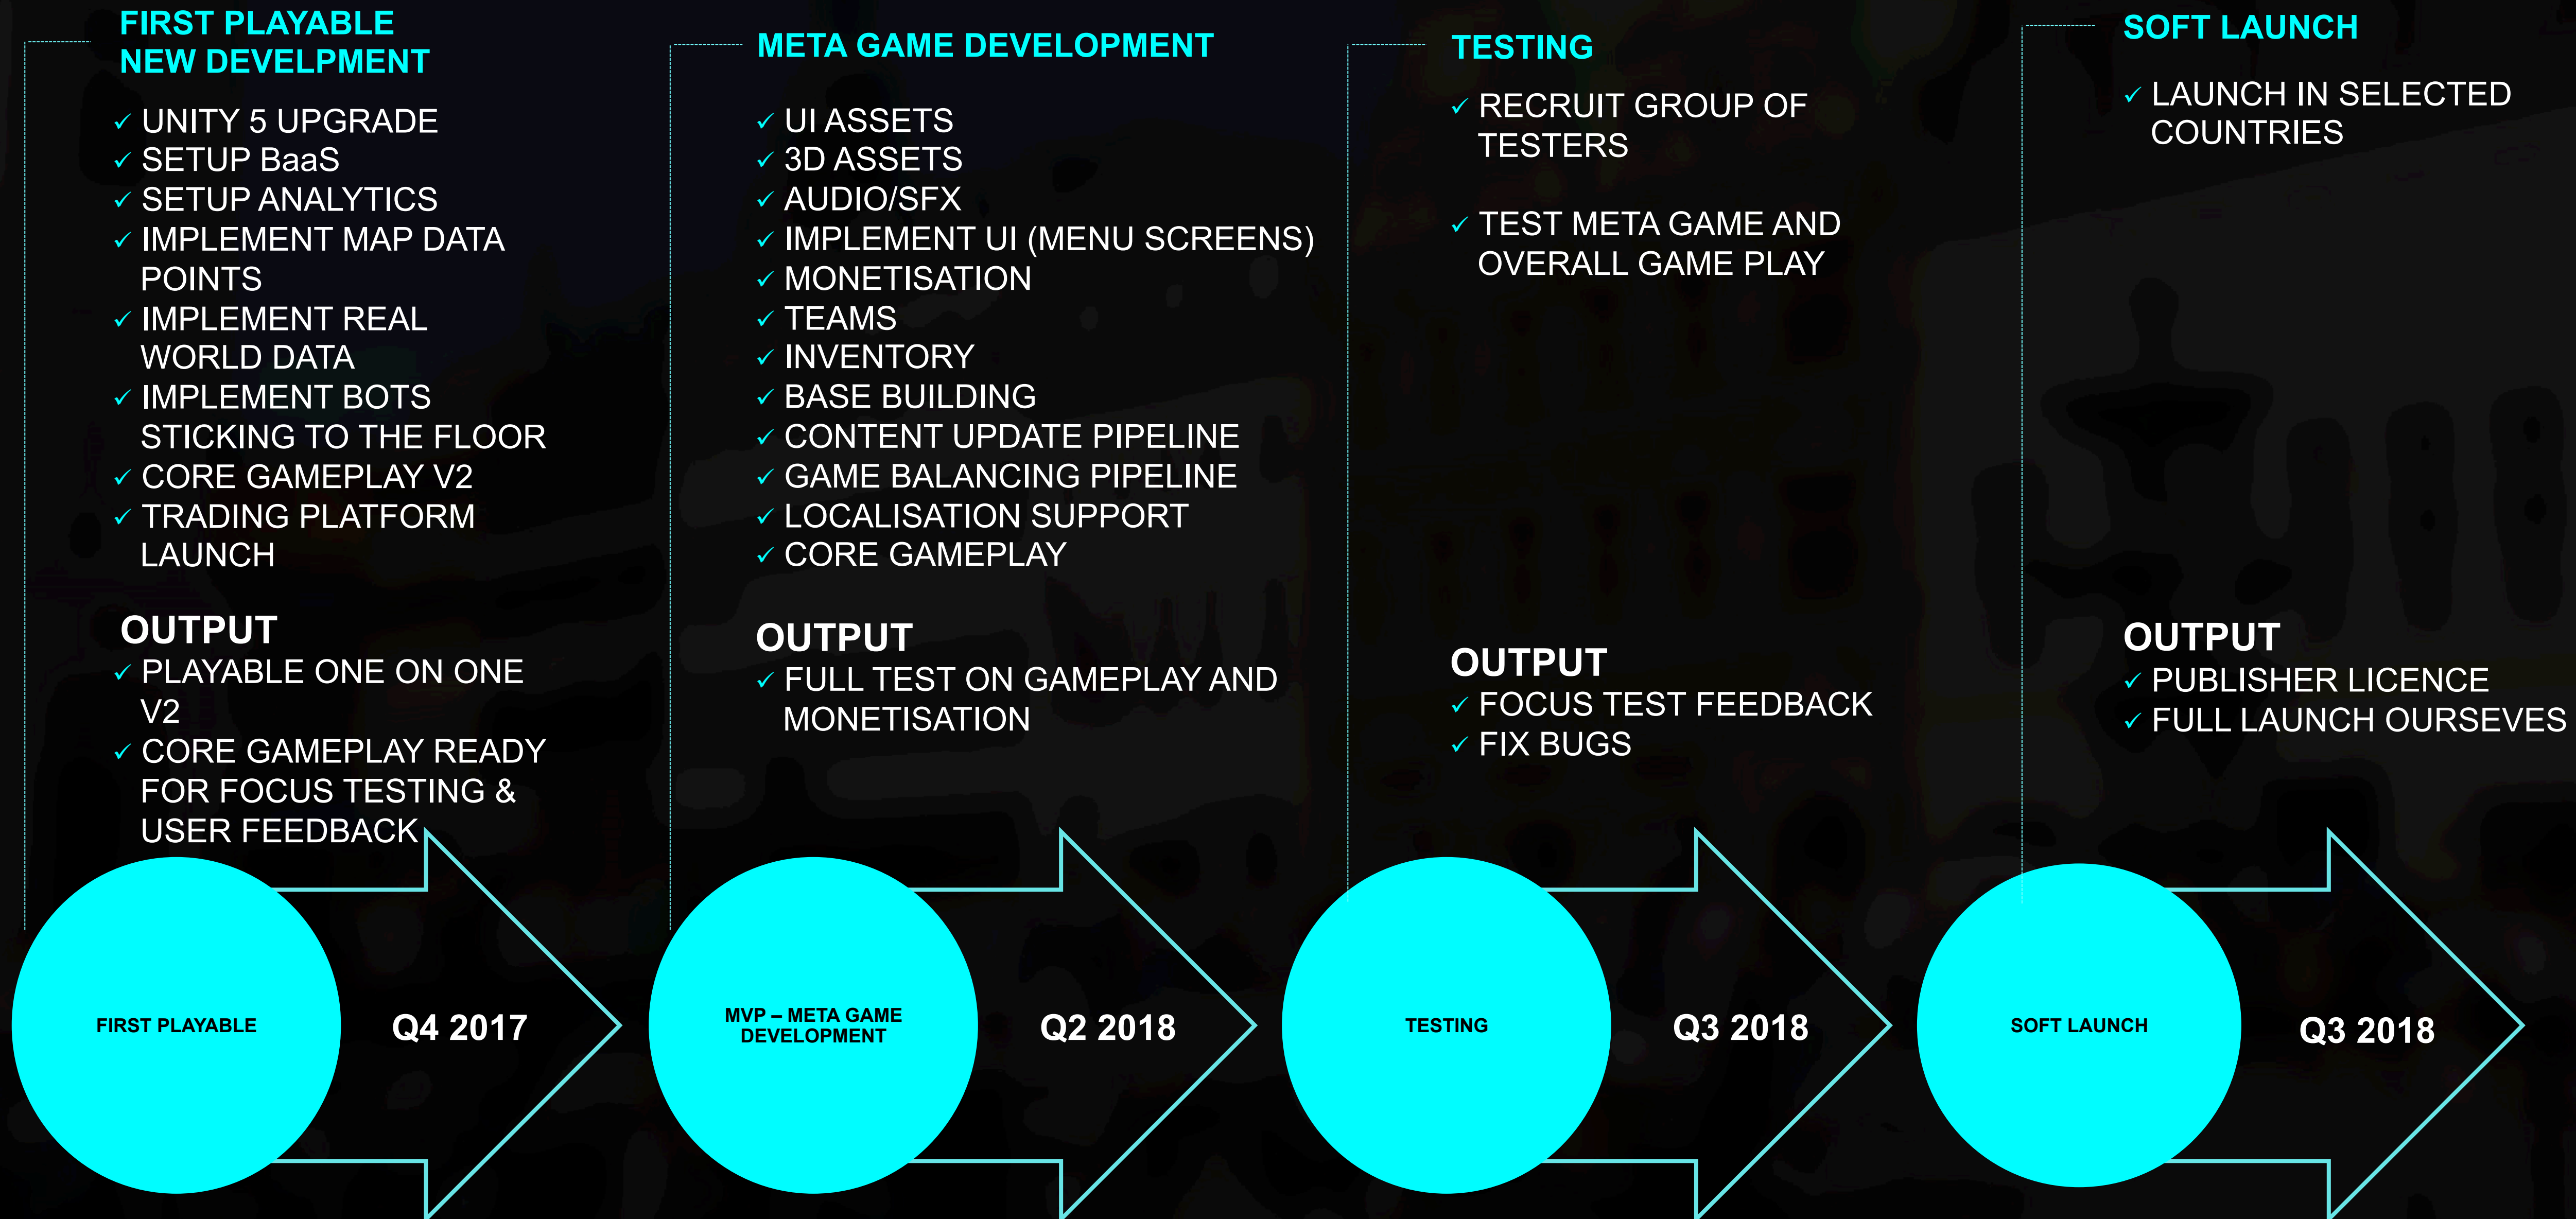 FIRST PLAYABLE
NEW DEVELPMENT
✓ UNITY 5 UPGRADE
✓ SETUP BaaS
✓ SETUP ANALYTICS
✓ IMPLEMENT MAP DATA
POINTS
✓ IMPLEMENT REAL
WORLD DATA
✓ IMPLEMENT BOTS
STICKING TO THE FLOOR
✓ CORE GAMEPLAY V2
✓ TRADING PLATFORM
LAUNCH
OUTPUT
✓ PLAYABLE ONE ON ONE
V2
✓ CORE GAMEPLAY READY
FOR FOCUS TESTING &
USER FEEDBACK
META GAME DEVELOPMENT
✓ UI ASSETS
✓ 3D ASSETS
✓ AUDIO/SFX
✓ IMPLEMENT UI (MENU SCREENS)
✓ MONETISATION
✓ TEAMS
✓ INVENTORY
✓ BASE BUILDING
✓ CONTENT UPDATE PIPELINE
✓ GAME BALANCING PIPELINE
✓ LOCALISATION SUPPORT
✓ CORE GAMEPLAY
OUTPUT
✓ FULL TEST ON GAMEPLAY AND
MONETISATION
TESTING
✓ RECRUIT GROUP OF
TESTERS
✓ TEST META GAME AND
OVERALL GAME PLAY
OUTPUT
✓ FOCUS TEST FEEDBACK
✓ FIX BUGS
SOFT LAUNCH
✓ LAUNCH IN SELECTED
COUNTRIES
OUTPUT
✓ PUBLISHER LICENCE
✓ FULL LAUNCH OURSEVES
FIRST PLAYABLE
Q4 2017
MVP – META GAME
DEVELOPMENT
Q2 2018
TESTING
Q3 2018
SOFT LAUNCH
Q3 2018